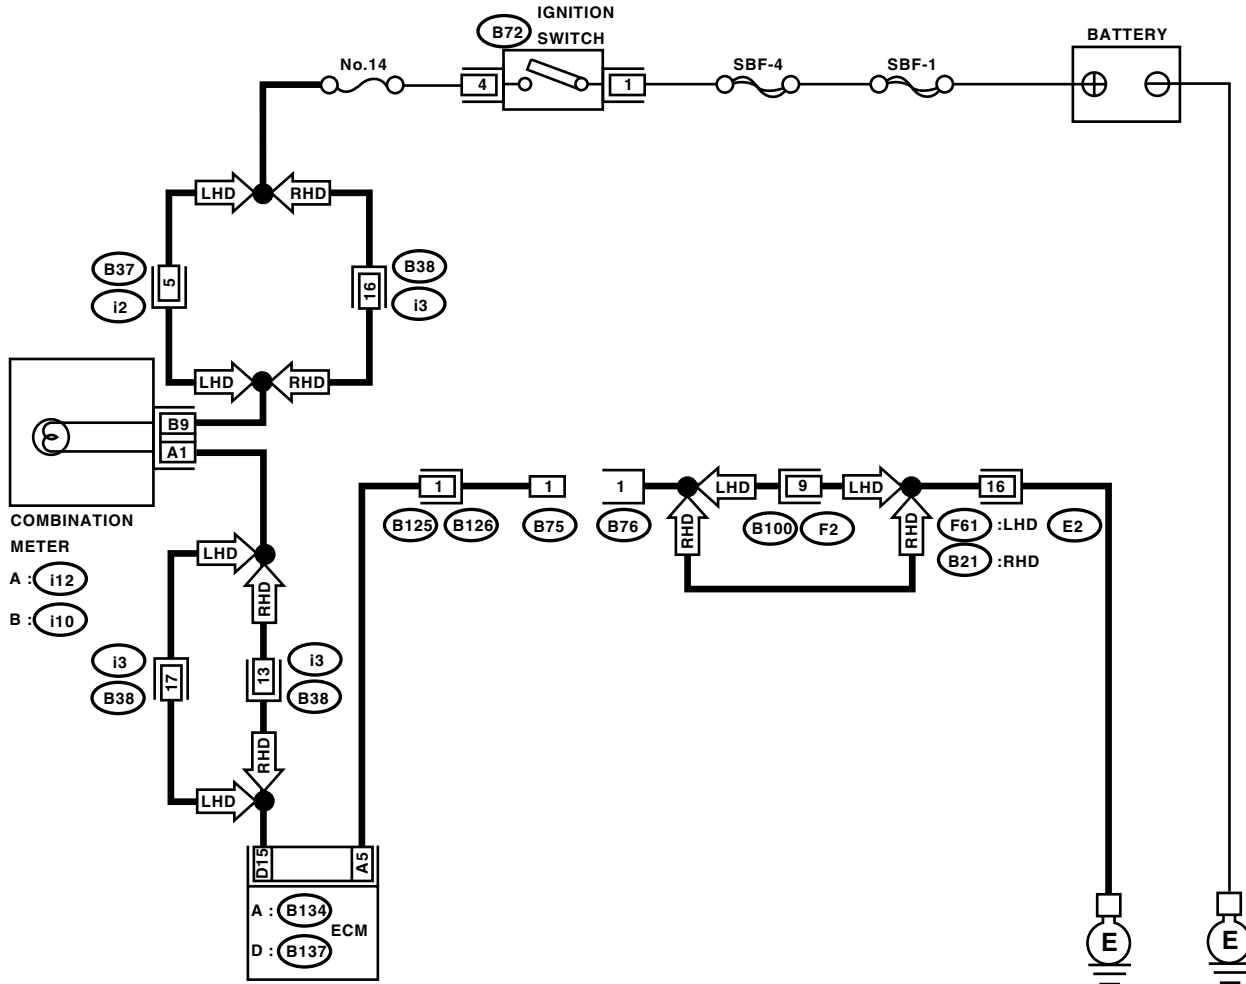 IGNITION
SWITCH
B72
BATTERY
No.14
SBF-4
SBF-1
4
1
LHD
RHD
B37
i2
5
16
B38
i3
LHD
RHD
B9
A1
COMBINATION
METER
A : i12
B : i10
1
1
1
LHD
9
LHD
16
B125
B126
B75
B76
RHD
B100
F2
RHD
F61 :LHD
E2
B21 :RHD
LHD
RHD
i3
B38
17
13
i3
B38
RHD
LHD
D15
A5
A : B134
ECM
D : B137
E
E